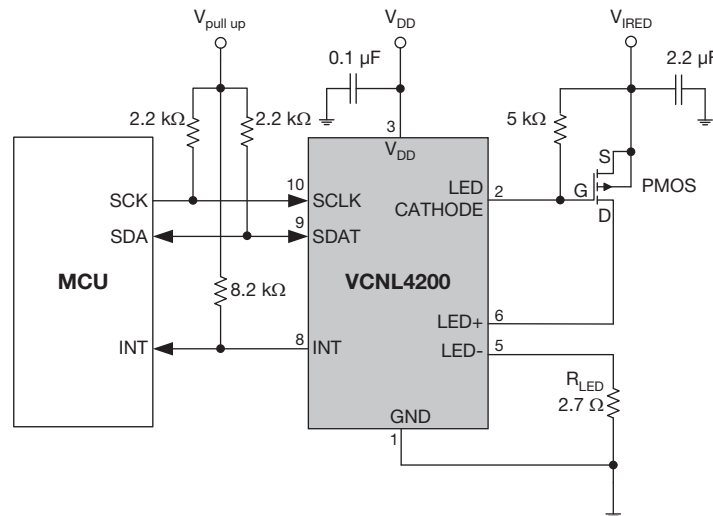 V_pull up
V_DD
V_IRED
0.1 µF
2.2 µF
2.2 kΩ
2.2 kΩ
5 kΩ
3
V_DD
S
G
D
PMOS
SCK
10
SCLK
LED
CATHODE
2
SDA
9
SDAT
MCU
VCNL4200
8.2 kΩ
LED+
6
INT
8
INT
LED-
5
R_LED
2.7 Ω
GND
1